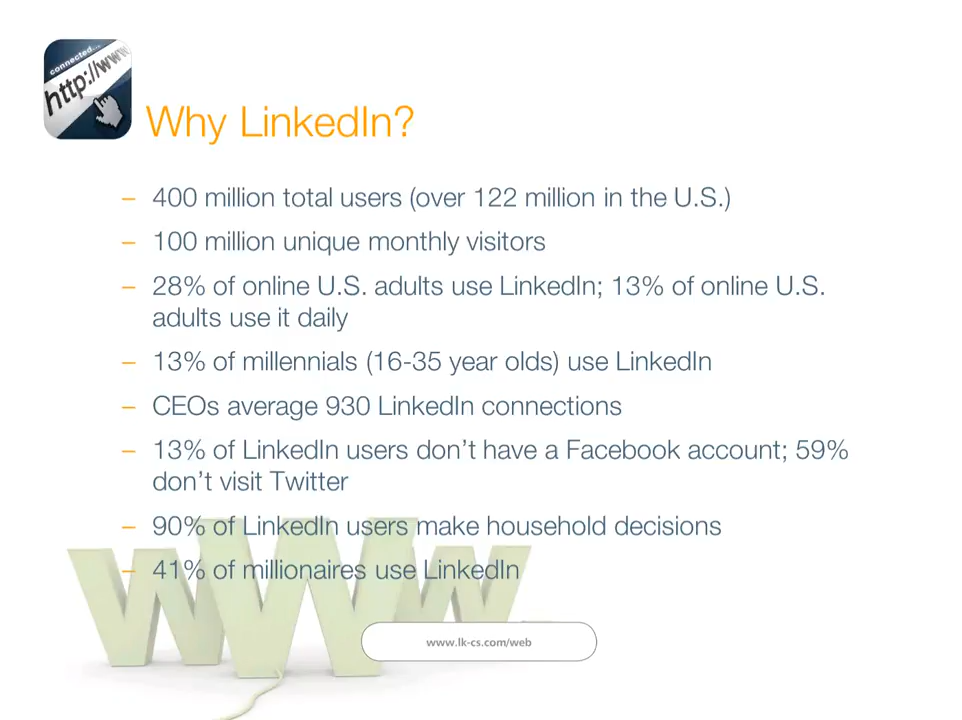 connected...
http://www.
Why LinkedIn?
– 400 million total users (over 122 million in the U.S.)
– 100 million unique monthly visitors
– 28% of online U.S. adults use LinkedIn; 13% of online U.S.
adults use it daily
– 13% of millennials (16-35 year olds) use LinkedIn
– CEOs average 930 LinkedIn connections
– 13% of LinkedIn users don’t have a Facebook account; 59%
don’t visit Twitter
– 90% of LinkedIn users make household decisions
– 41% of millionaires use LinkedIn
WWW
www.lk-cs.com/web